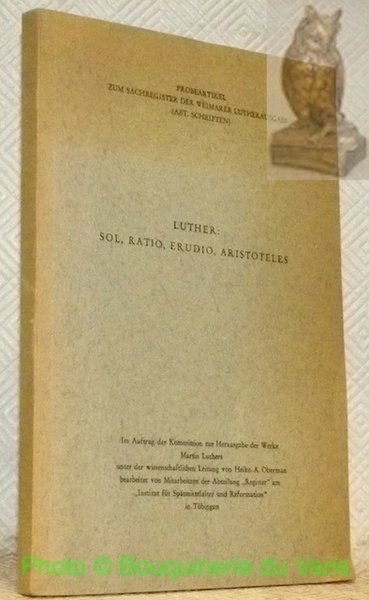 PROBEARTIKEL
ZUM SACHREGISTER DER WEIMARER LUTHERAUSGABE
(ABT. SCHRIFTEN)
LUTHER:
SOL, RATIO, ERUDIO, ARISTOTELES
Im Auftrag der Kommission zur Herausgabe der Werke
Martin Luthers
unter der wissenschaftlichen Leitung von Heiko A. Oberman
bearbeitet von Mitarbeitern der Abteilung „Register“ am
„Institut für Spätmittelalter und Reformation“
in Tübingen
Photo © Bouquinerie du Varis